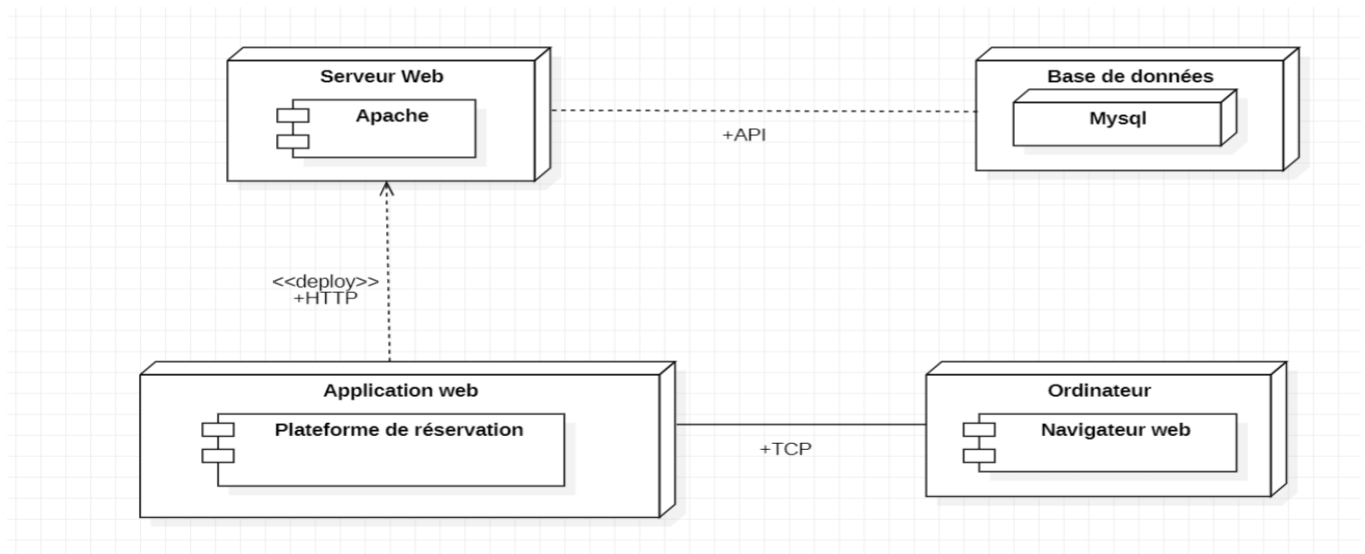 Serveur Web
Apache
Base de données
Mysql
+API
<<deploy>>
+HTTP
Application web
Plateforme de réservation
+TCP
Ordinateur
Navigateur web